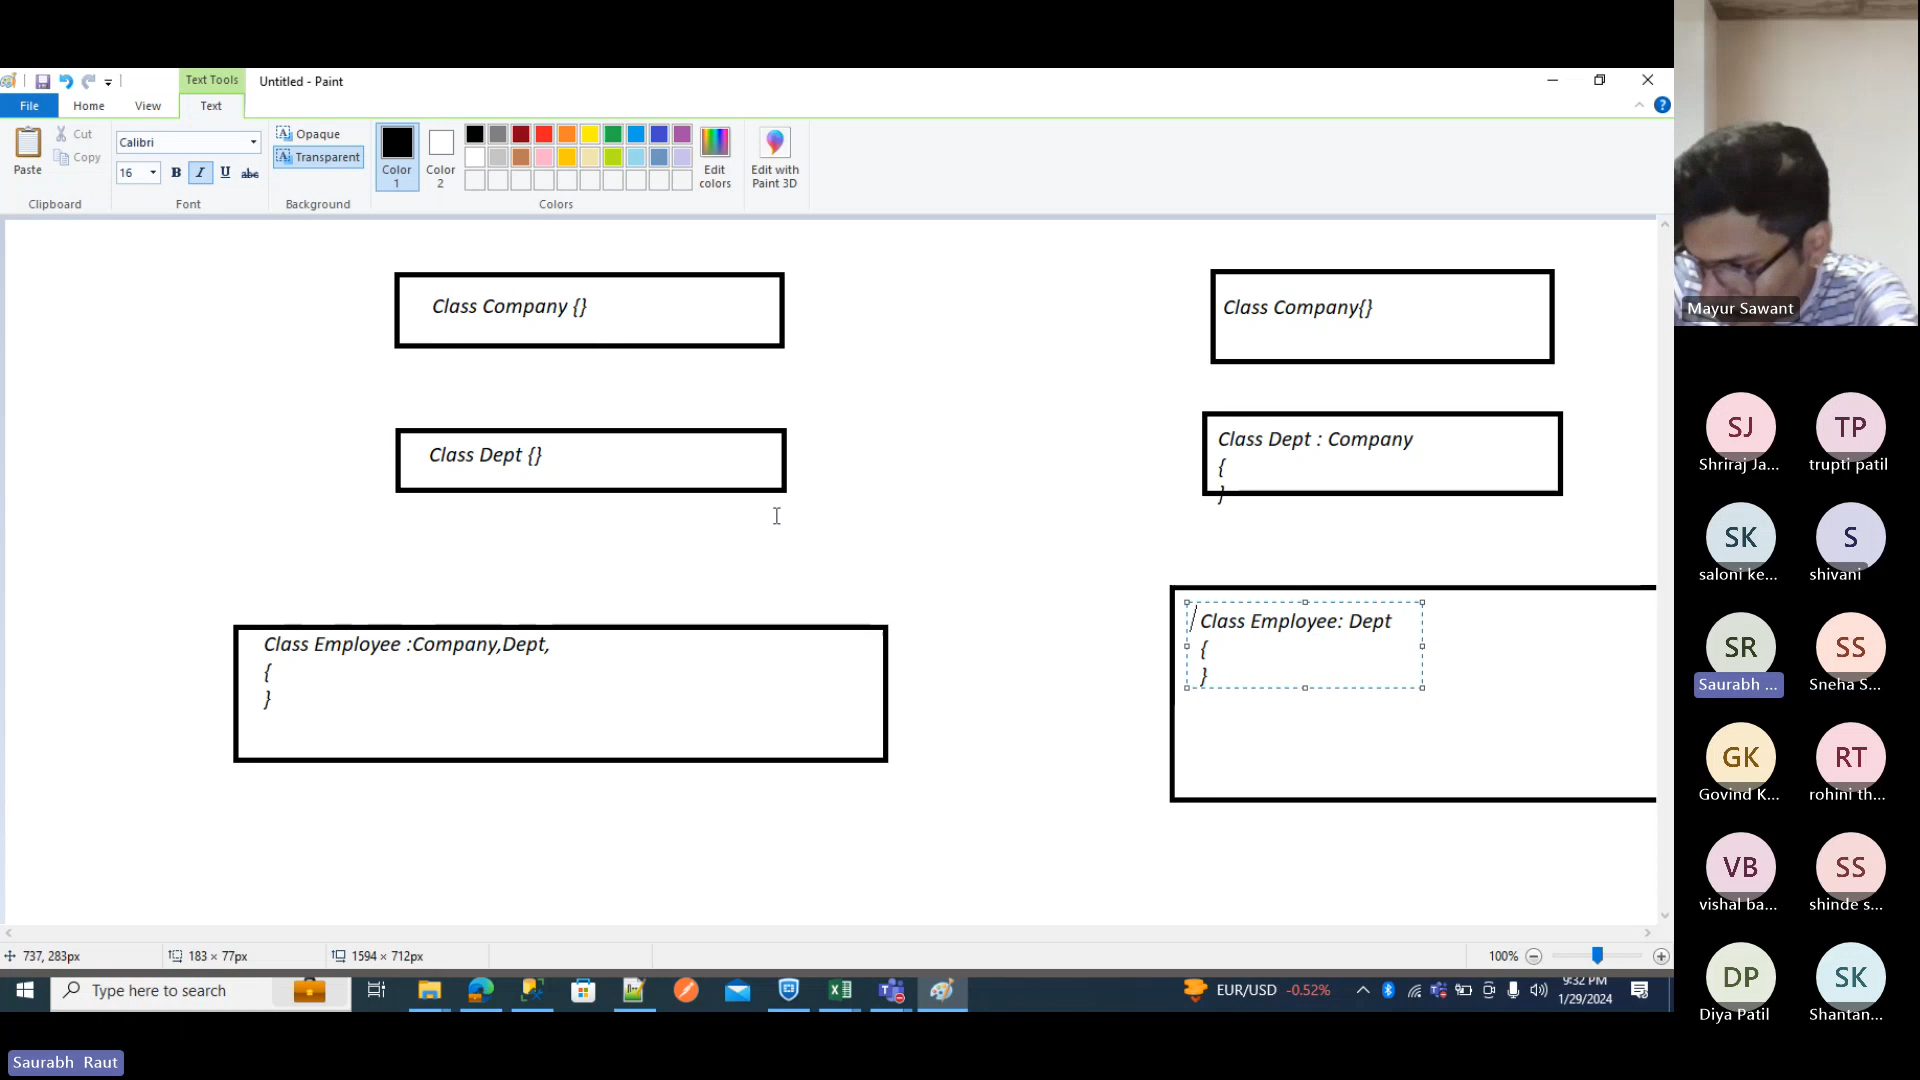 Text Tools
Untitled - Paint
File
Home
View
Text
Paste
Cut
Copy
Clipboard
Calibri
16
B
I
U
abc
Font
Opaque
Transparent
Background
Color
1
Color
2
Edit
colors
Colors
Edit with
Paint 3D
Class Company {}
Class Dept {}
Class Employee :Company,Dept,
{
}
Class Company{}
Class Dept : Company
{
}
Class Employee: Dept
{
}
737, 283px
183 × 77px
1594 × 712px
100%
Type here to search
EUR/USD -0.52%
9:32 PM
1/29/2024
Saurabh Raut
Mayur Sawant
SJ
Shriraj Ja...
TP
trupti patil
SK
saloni ke...
S
shivani
SR
Saurabh ...
SS
Sneha S...
GK
Govind K...
RT
rohini th...
VB
vishal ba...
SS
shinde s...
DP
Diya Patil
SK
Shantan...